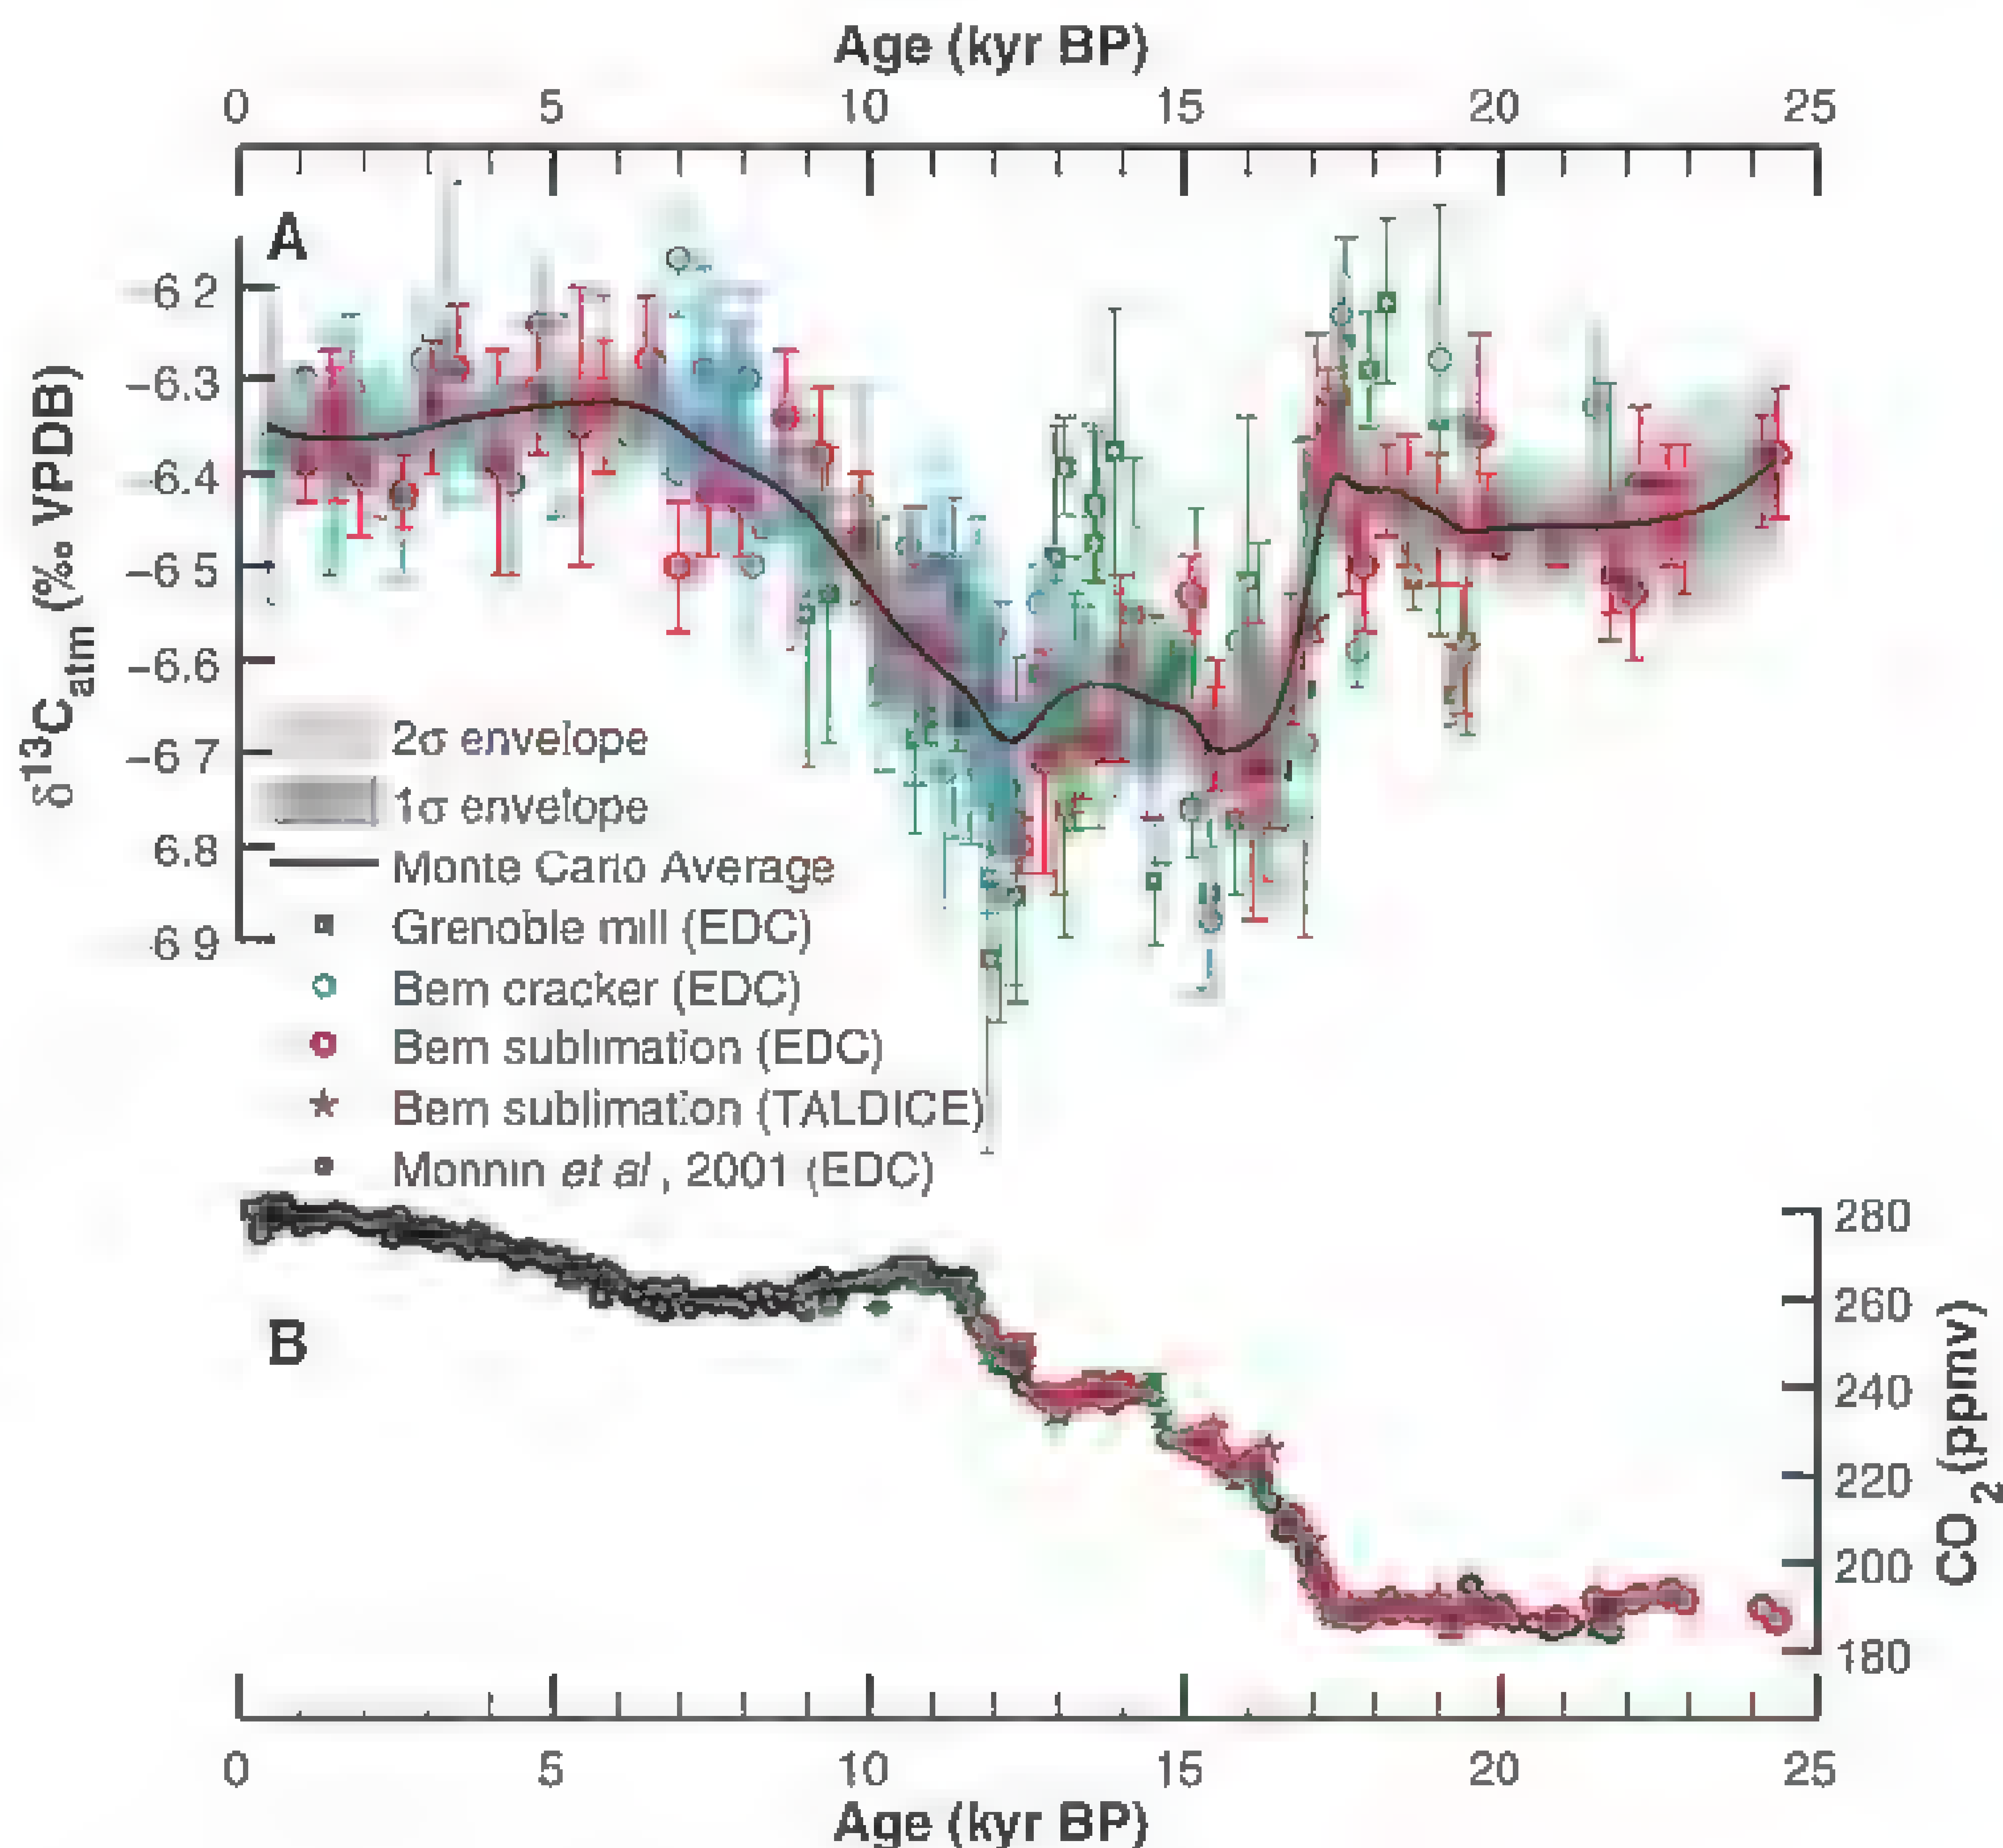 Age (kyr BP)
0 5 10 15 20 25
A
−6 2
−6.3
−6.4
−6 5
−6.6
−6.7
6.8
6 9
δ13Catm (‰ VPDB)
2σ envelope
1σ envelope
Monte Carlo Average
Grenoble mill (EDC)
Bern cracker (EDC)
Bern sublimation (EDC)
Bern sublimation (TALDICE)
Monnin et al , 2001 (EDC)
B
280
260
240
220
200
180
CO2 (ppmv)
0 5 10 15 20 25
Age (kyr BP)